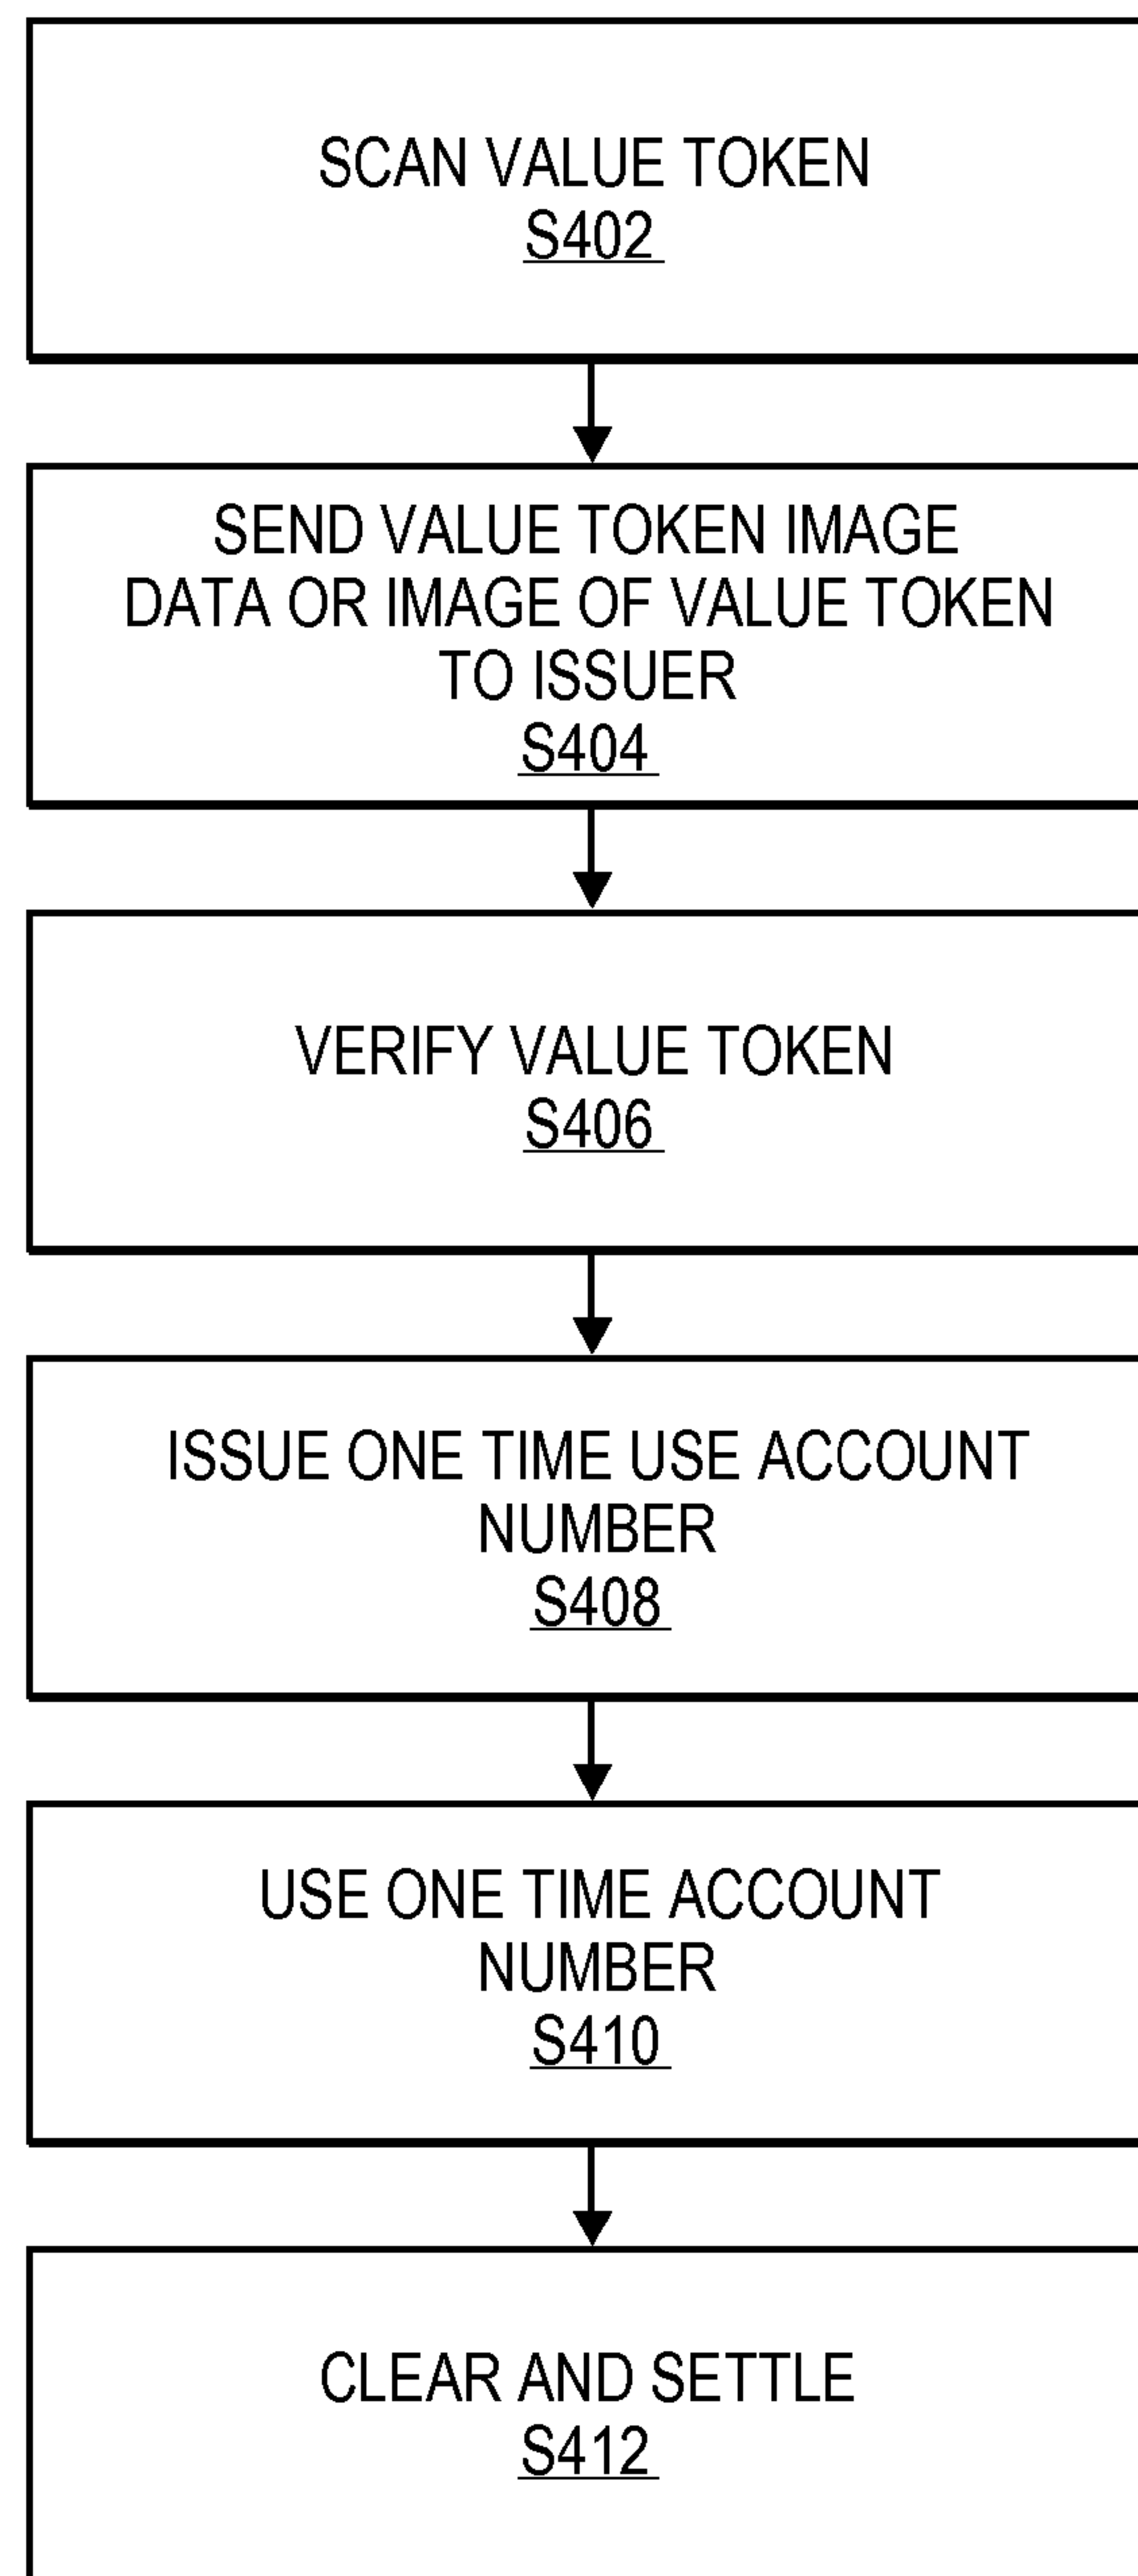 SCAN VALUE TOKEN
S402
SEND VALUE TOKEN IMAGE
DATA OR IMAGE OF VALUE TOKEN
TO ISSUER
S404
VERIFY VALUE TOKEN
S406
ISSUE ONE TIME USE ACCOUNT
NUMBER
S408
USE ONE TIME ACCOUNT
NUMBER
S410
CLEAR AND SETTLE
S412